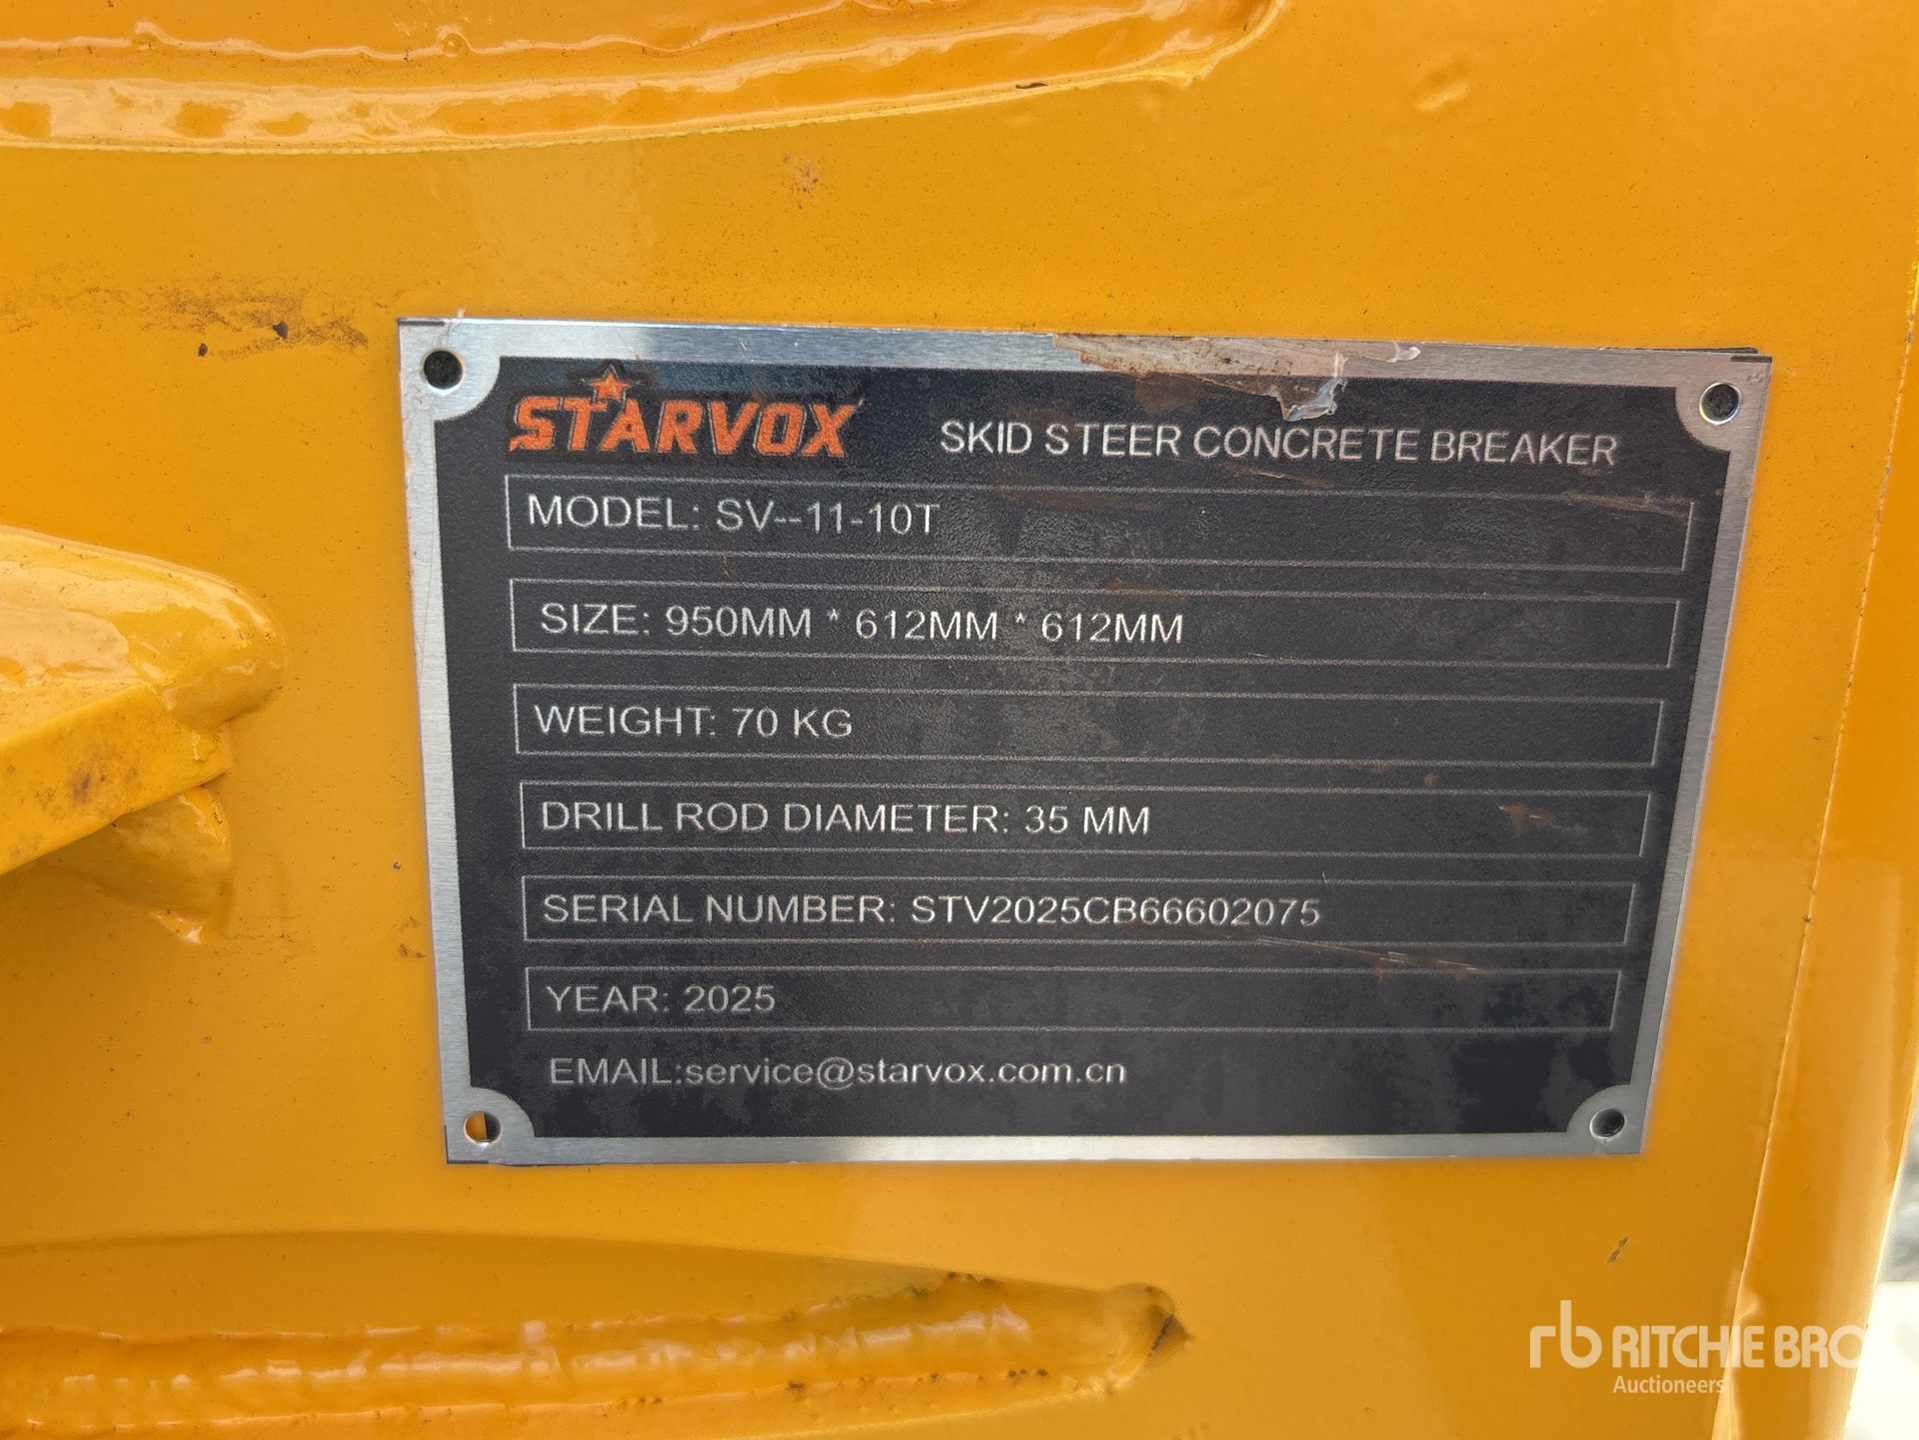 STARVOX SKID STEER CONCRETE BREAKER
MODEL: SV--11-10T
SIZE: 950MM * 612MM * 612MM
WEIGHT: 70 KG
DRILL ROD DIAMETER: 35 MM
SERIAL NUMBER: STV2025CB66602075
YEAR: 2025
EMAIL:service@starvox.com.cn
rb RITCHIE BRO
Auctioneers